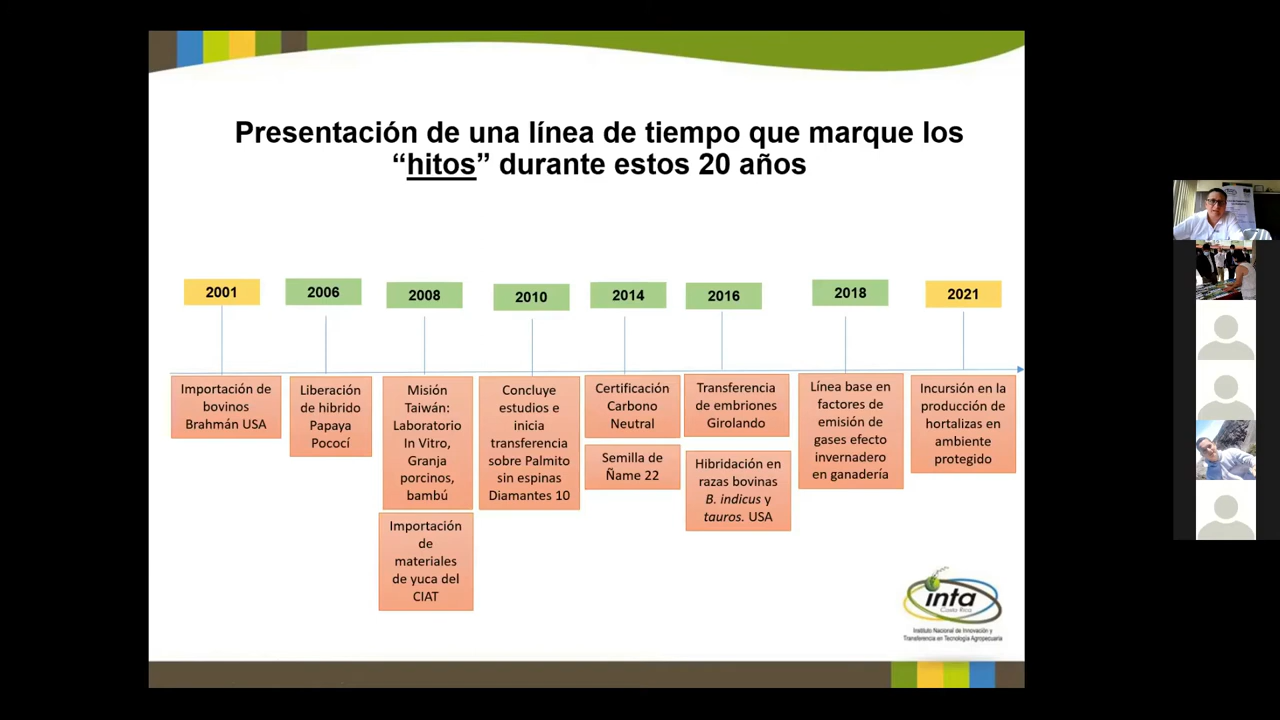 Presentación de una línea de tiempo que marque los
“hitos” durante estos 20 años
2001
2006
2008
2010
2014
2016
2018
2021
Importación de
bovinos
Brahmán USA
Liberación
de hibrido
Papaya
Pococí
Misión
Taiwán:
Laboratorio
In Vitro,
Granja
porcinos,
bambú
Importación
de
materiales
de yuca del
CIAT
Concluye
estudios e
inicia
transferencia
sobre Palmito
sin espinas
Diamantes 10
Certificación
Carbono
Neutral
Semilla de
Ñame 22
Transferencia
de embriones
Girolando
Hibridación en
razas bovinas
B. indicus y
tauros. USA
Línea base en
factores de
emisión de
gases efecto
invernadero
en ganadería
Incursión en la
producción de
hortalizas en
ambiente
protegido
inta
Costa Rica
Instituto Nacional de Innovación y
Transferencia en Tecnología Agropecuaria